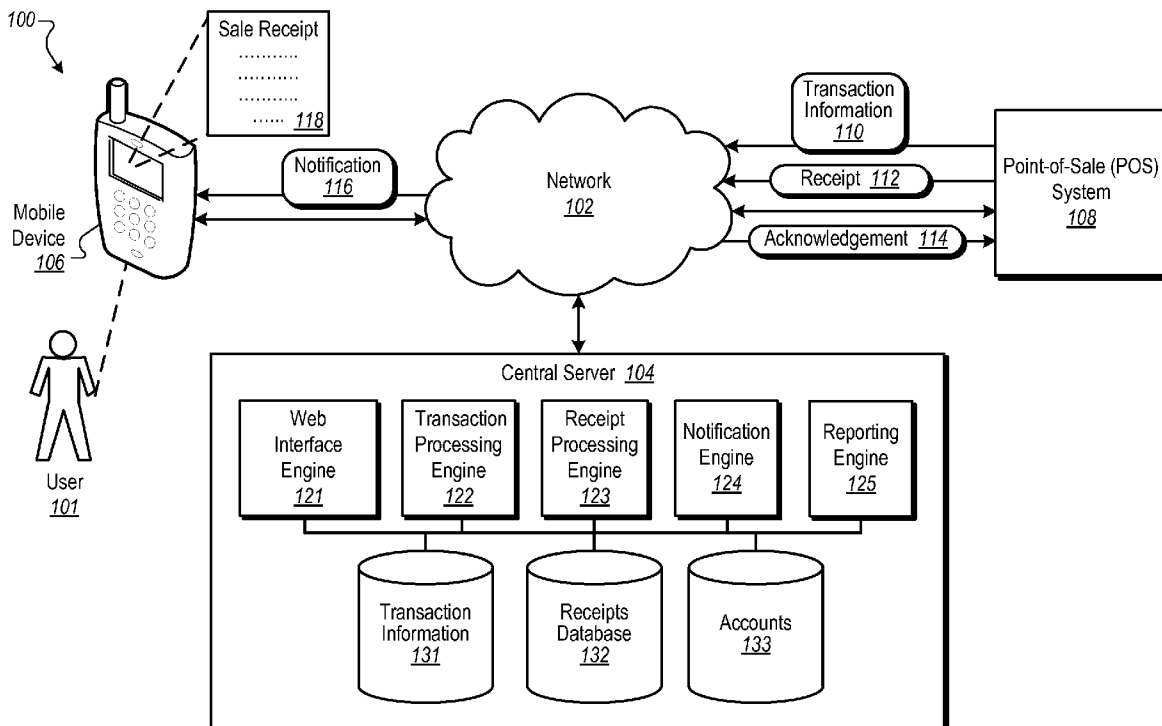 100
Sale Receipt
118
Mobile
Device
106
User
101
Notification
116
Network
102
Transaction
Information
110
Receipt 112
Acknowledgement 114
Point-of-Sale (POS)
System
108
Central Server 104
Web
Interface
Engine
121
Transaction
Processing
Engine
122
Receipt
Processing
Engine
123
Notification
Engine
124
Reporting
Engine
125
Transaction
Information
131
Receipts
Database
132
Accounts
133